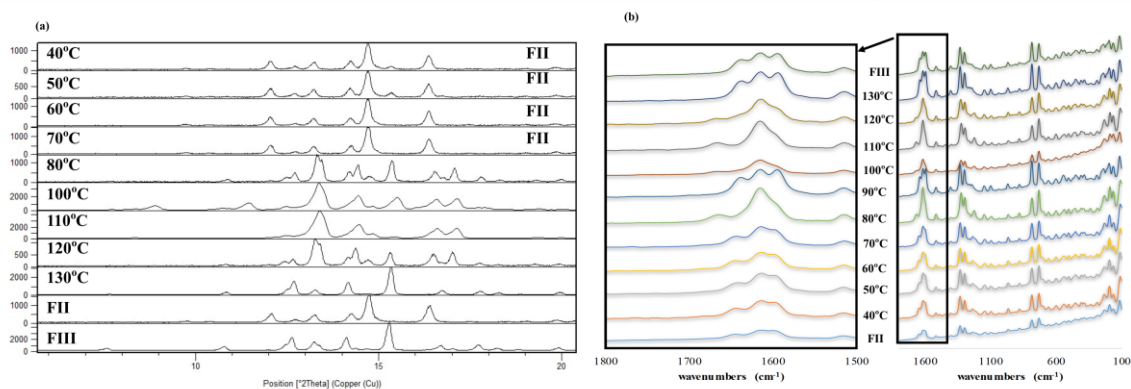 (a)
40°C FII
1000
0
50°C FII
500
0
60°C FII
1000
0
70°C FII
1000
0
80°C
1000
0
100°C
2000
0
110°C
2000
0
120°C
500
0
130°C
2000
0
FII
1000
0
FIII
2000
0
10 15 20
Position [°2Theta] (Copper (Cu))
(b)
FIII
130°C
120°C
110°C
100°C
90°C
80°C
70°C
60°C
50°C
40°C
FII
1800 1700 1600 1500
wavenumbers (cm-1)
1600 1100 600 100
wavenumbers (cm-1)